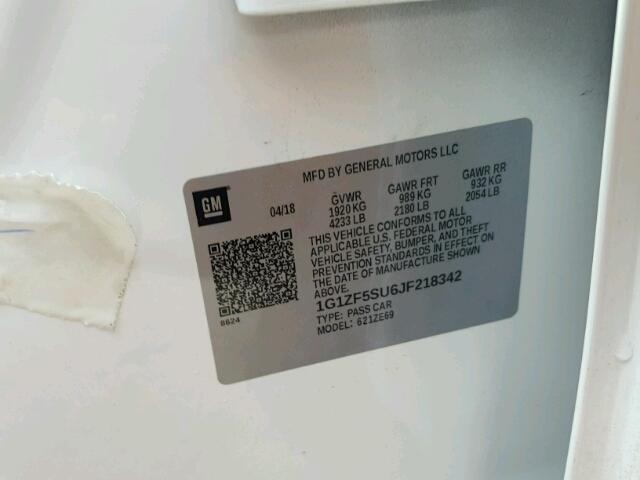 MFD BY GENERAL MOTORS LLC
GM
04/18
GVWR
1920 KG
4233 LB
GAWR FRT
989 KG
2180 LB
GAWR RR
932 KG
2054 LB
THIS VEHICLE CONFORMS TO ALL
APPLICABLE U.S. FEDERAL MOTOR
VEHICLE SAFETY, BUMPER, AND THEFT
PREVENTION STANDARDS IN EFFECT ON
THE DATE OF MANUFACTURE SHOWN
ABOVE.
1G1ZF5SU6JF218342
TYPE: PASS CAR
MODEL: 621ZE69
8624